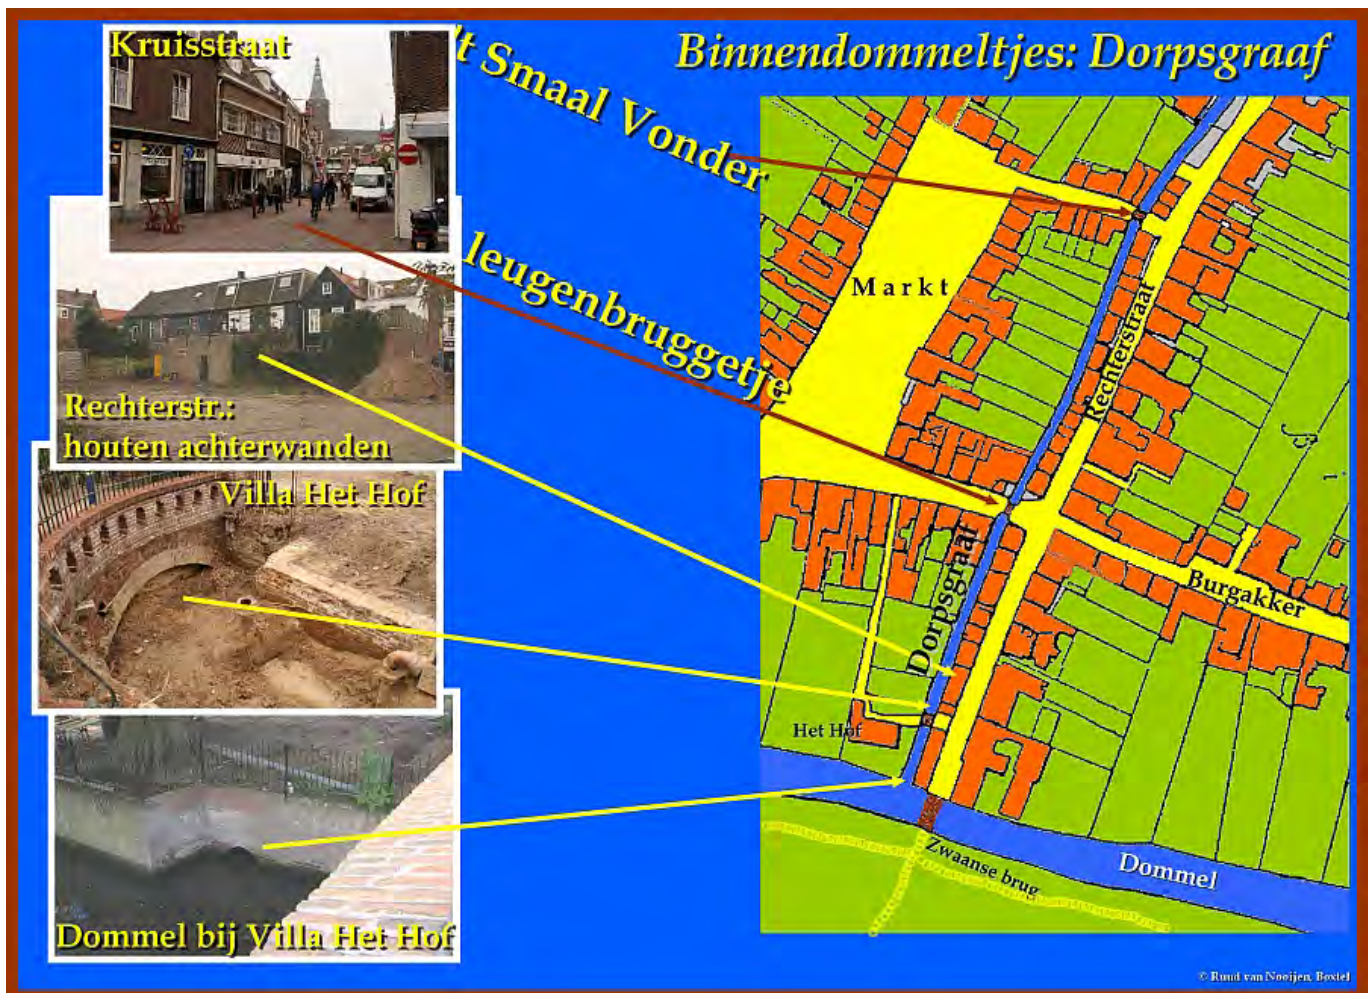 Binnendommeltjes: Dorpsgraaf
Kruisstraat
't Smaal Vonder
leugenbruggetje
Rechterstr.:
houten achterwanden
Villa Het Hof
Dommel bij Villa Het Hof
Markt
Rechterstraat
Dorpsgraaf
Burgakker
Het Hof
Zwaanse brug
Dommel
© Ruud van Nooijen, Boxtel